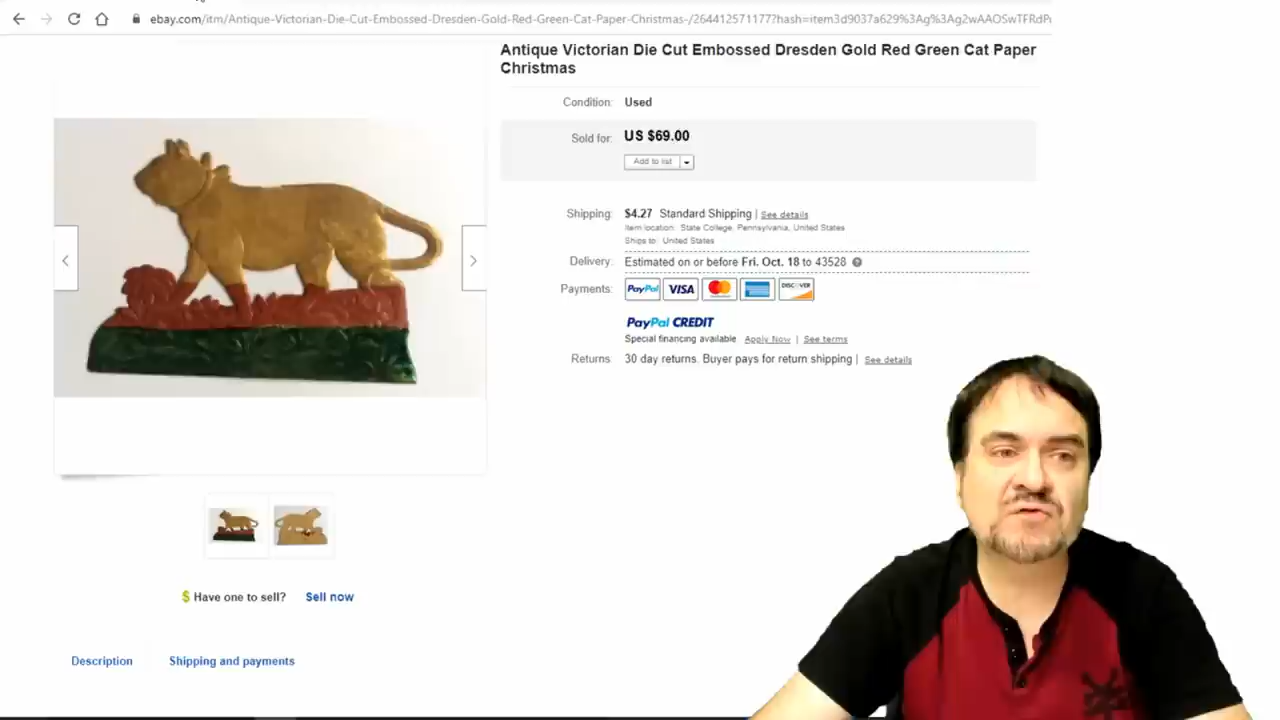 ebay.com/itm/Antique-Victorian-Die-Cut-Embossed-Dresden-Gold-Red-Green-Cat-Paper-Christmas-/264412571177?hash=item3d9037a629%3Ag%3Ag2wAAOSwTFRdP
Antique Victorian Die Cut Embossed Dresden Gold Red Green Cat Paper
Christmas
Condition: Used
Sold for: US $69.00
Add to list
Shipping: $4.27 Standard Shipping | See details
Item location: State College, Pennsylvania, United States
Ships to: United States
Delivery: Estimated on or before Fri. Oct. 18 to 43528
Payments: PayPal VISA MasterCard DISCOVER
PayPal CREDIT
Special financing available. Apply Now | See terms
Returns: 30 day returns. Buyer pays for return shipping | See details
$ Have one to sell? Sell now
Description Shipping and payments